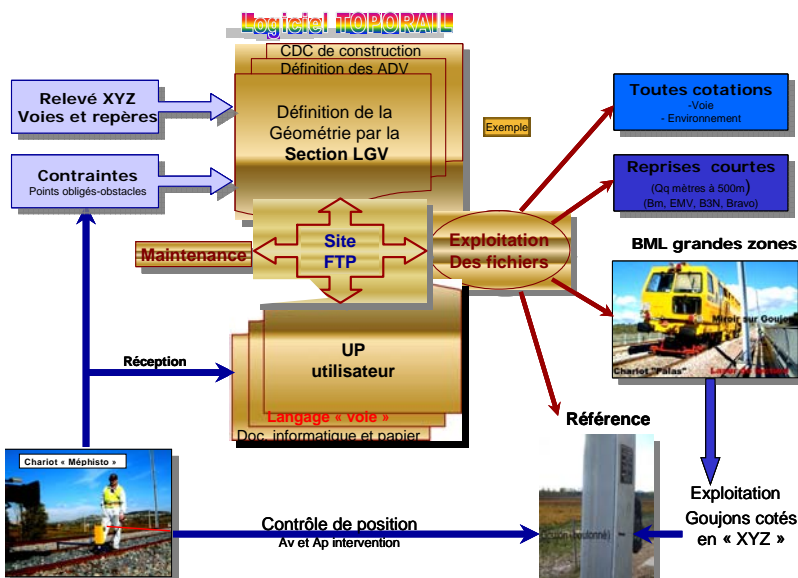 Logiciel TOPORAIL
CDC de construction
Définition des ADV
Définition de la
Géométrie par la
Section LGV
Relevé XYZ
Voies et repères
Contraintes
Points obligés-obstacles
Exemple
Toutes cotations
-Voie
- Environnement
Reprises courtes
(Qq mètres à 500m)
(Bm, EMV, B3N, Bravo)
Maintenance
Site
FTP
Exploitation
Des fichiers
BML grandes zones
Miroir sur Goujon
Chariot "Palas"
Réception
UP
utilisateur
Langage « voie »
Doc. informatique et papier
Référence
Chariot « Méphisto »
Contrôle de position
Av et Ap intervention
(boulonné)
Exploitation
Goujons cotés
en « XYZ »